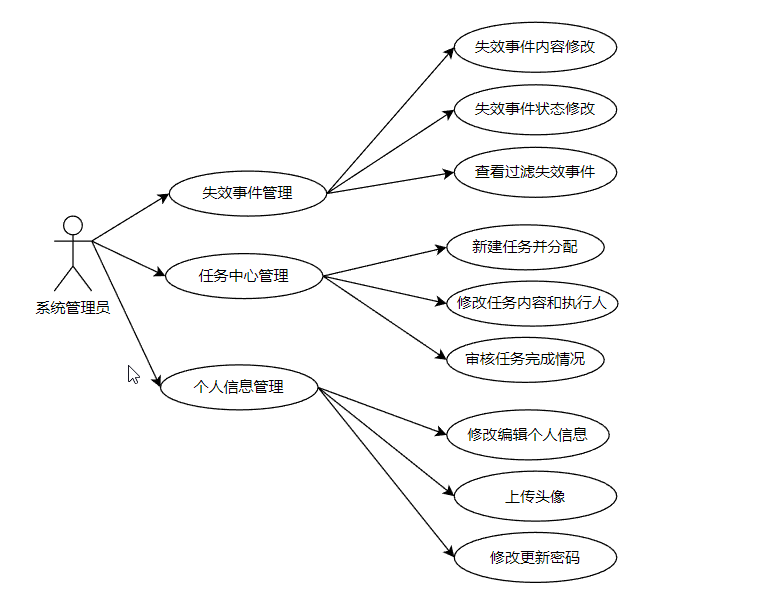 失效事件内容修改
失效事件状态修改
查看过滤失效事件
失效事件管理
新建任务并分配
任务中心管理
修改任务内容和执行人
系统管理员
审核任务完成情况
个人信息管理
修改编辑个人信息
上传头像
修改更新密码